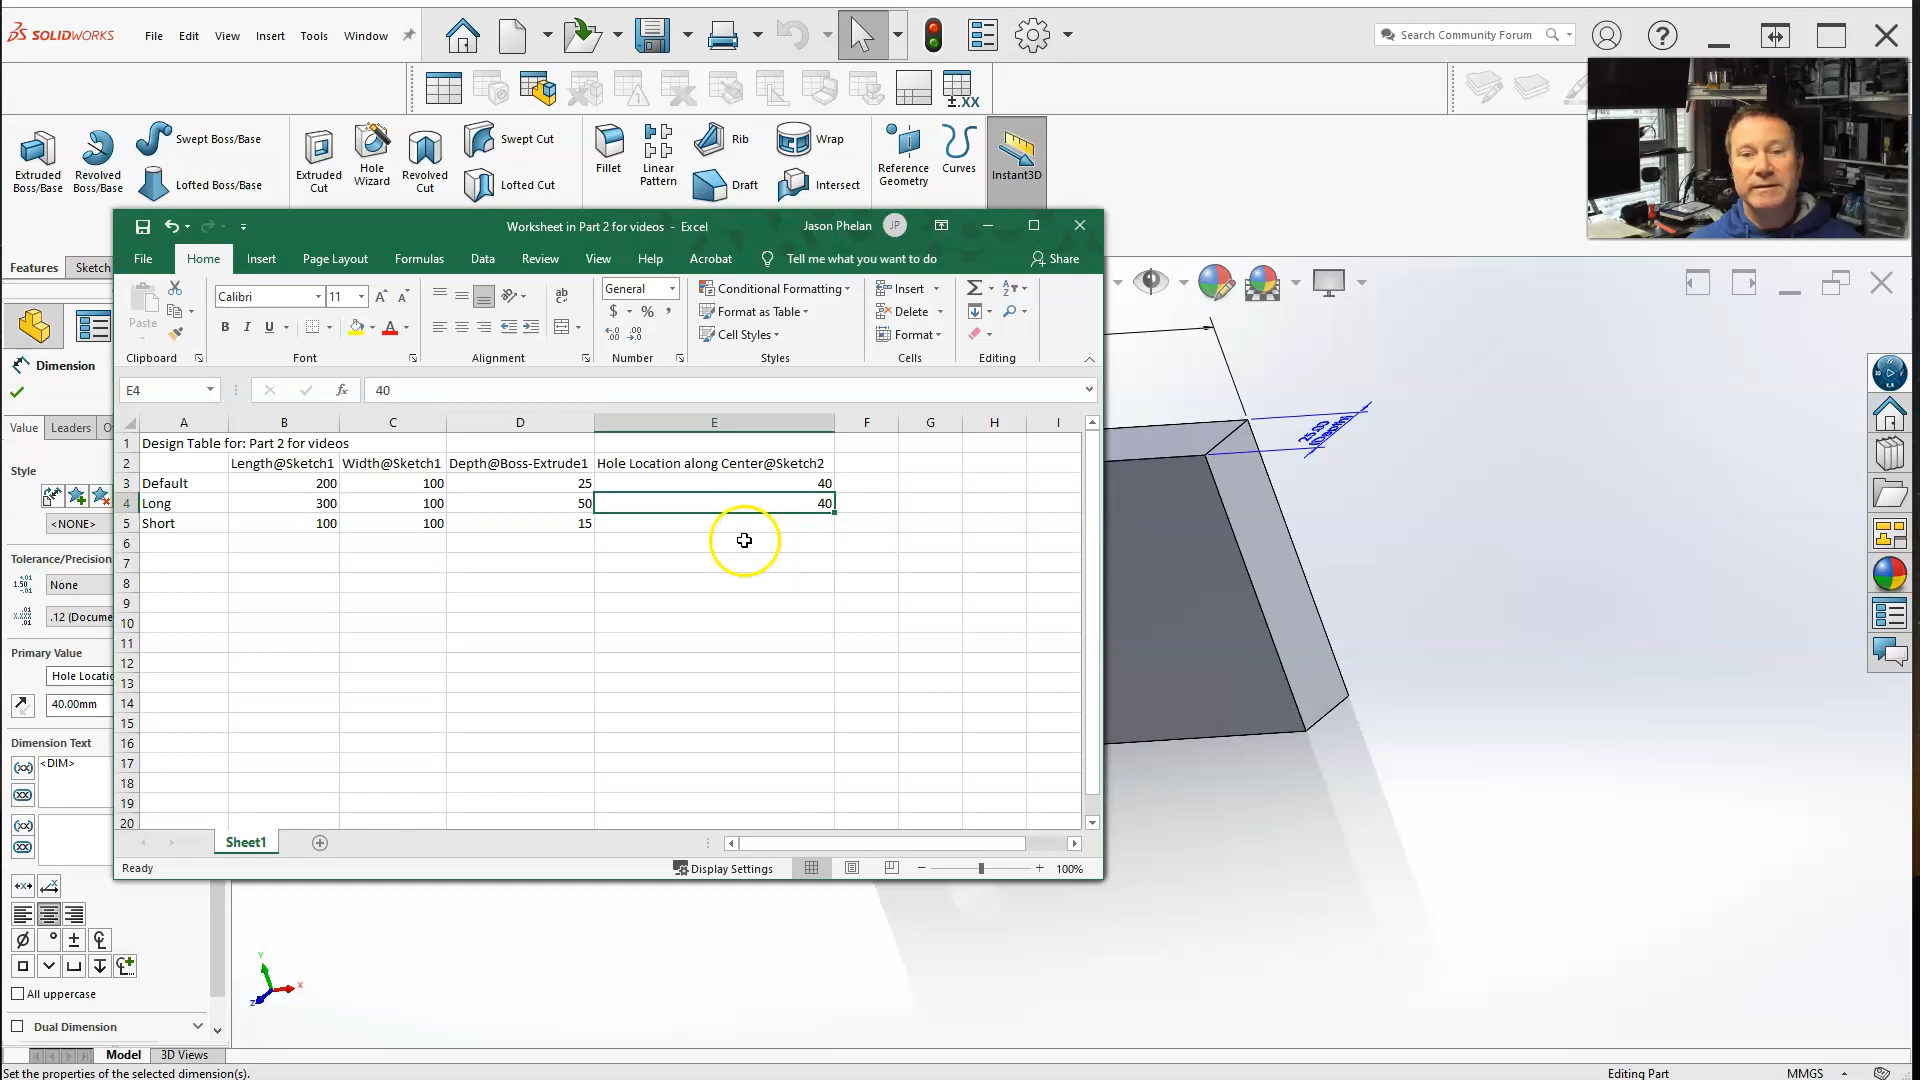 SOLIDWORKS File Edit View Insert Tools Window
Search Community Forum
.XX
Extruded Boss/Base
Revolved Boss/Base
Swept Boss/Base
Lofted Boss/Base
Extruded Cut
Hole Wizard
Revolved Cut
Swept Cut
Lofted Cut
Fillet
Linear Pattern
Rib
Draft
Wrap
Intersect
Reference Geometry
Curves
Instant3D
Worksheet in Part 2 for videos - Excel
Jason Phelan JP
File Home Insert Page Layout Formulas Data Review View Help Acrobat Tell me what you want to do Share
Paste
Calibri 11
General
Conditional Formatting
Format as Table
Cell Styles
Insert
Delete
Format
Clipboard Font Alignment Number Styles Cells Editing
E4 fx 40
A B C D E F G H I
1 Design Table for: Part 2 for videos
2 Length@Sketch1 Width@Sketch1 Depth@Boss-Extrude1 Hole Location along Center@Sketch2
3 Default 200 100 25 40
4 Long 300 100 50 40
5 Short 100 100 15
6
7
8
9
10
11
12
13
14
15
16
17
18
19
20
Sheet1
Ready Display Settings 100%
Features Sketch
Dimension
Value Leaders
Style
<NONE>
Tolerance/Precision
None
.12 (Docume
Primary Value
Hole Locatio
40.00mm
Dimension Text
<DIM>
All uppercase
Dual Dimension
25.00
(Depth)
Y
X
Z
Model 3D Views
Set the properties of the selected dimension(s).
Editing Part MMGS